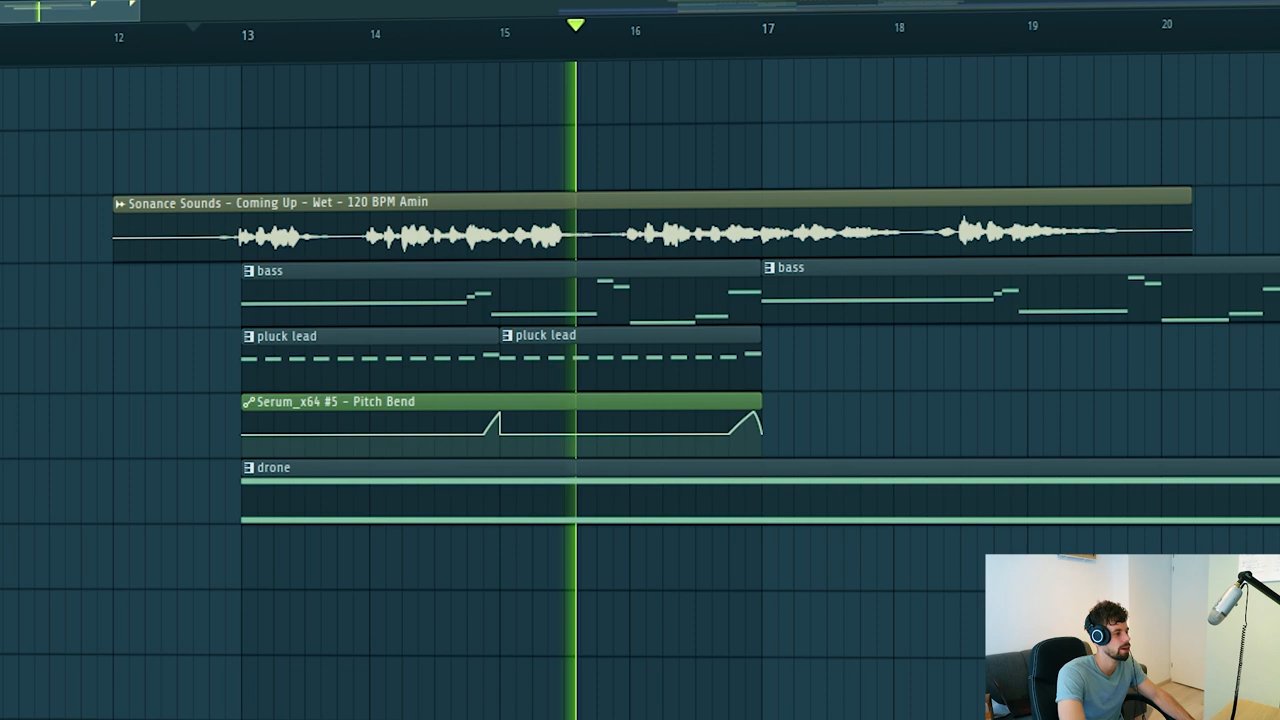 12 13 14 15 16 17 18 19 20
Sonance Sounds - Coming Up - Wet - 120 BPM Amin
bass bass
pluck lead pluck lead
Serum_x64 #5 - Pitch Bend
drone